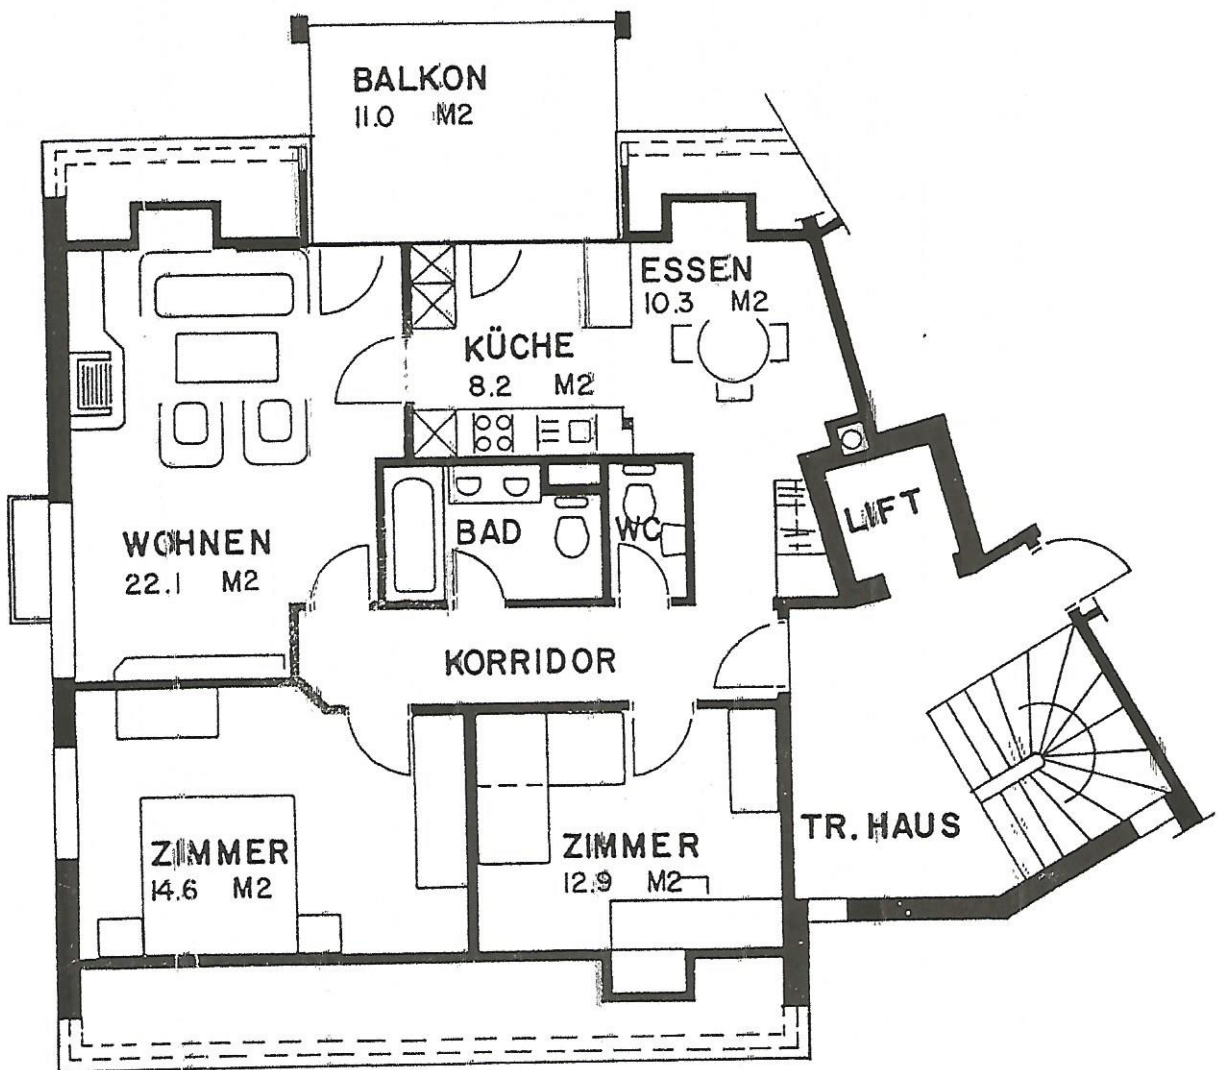 BALKON
11.0 M2
ESSEN
10.3 M2
KÜCHE
8.2 M2
LIFT
WOHNEN
22.1 M2
BAD
WC
KORRIDOR
ZIMMER
14.6 M2
ZIMMER
12.9 M2
TR. HAUS